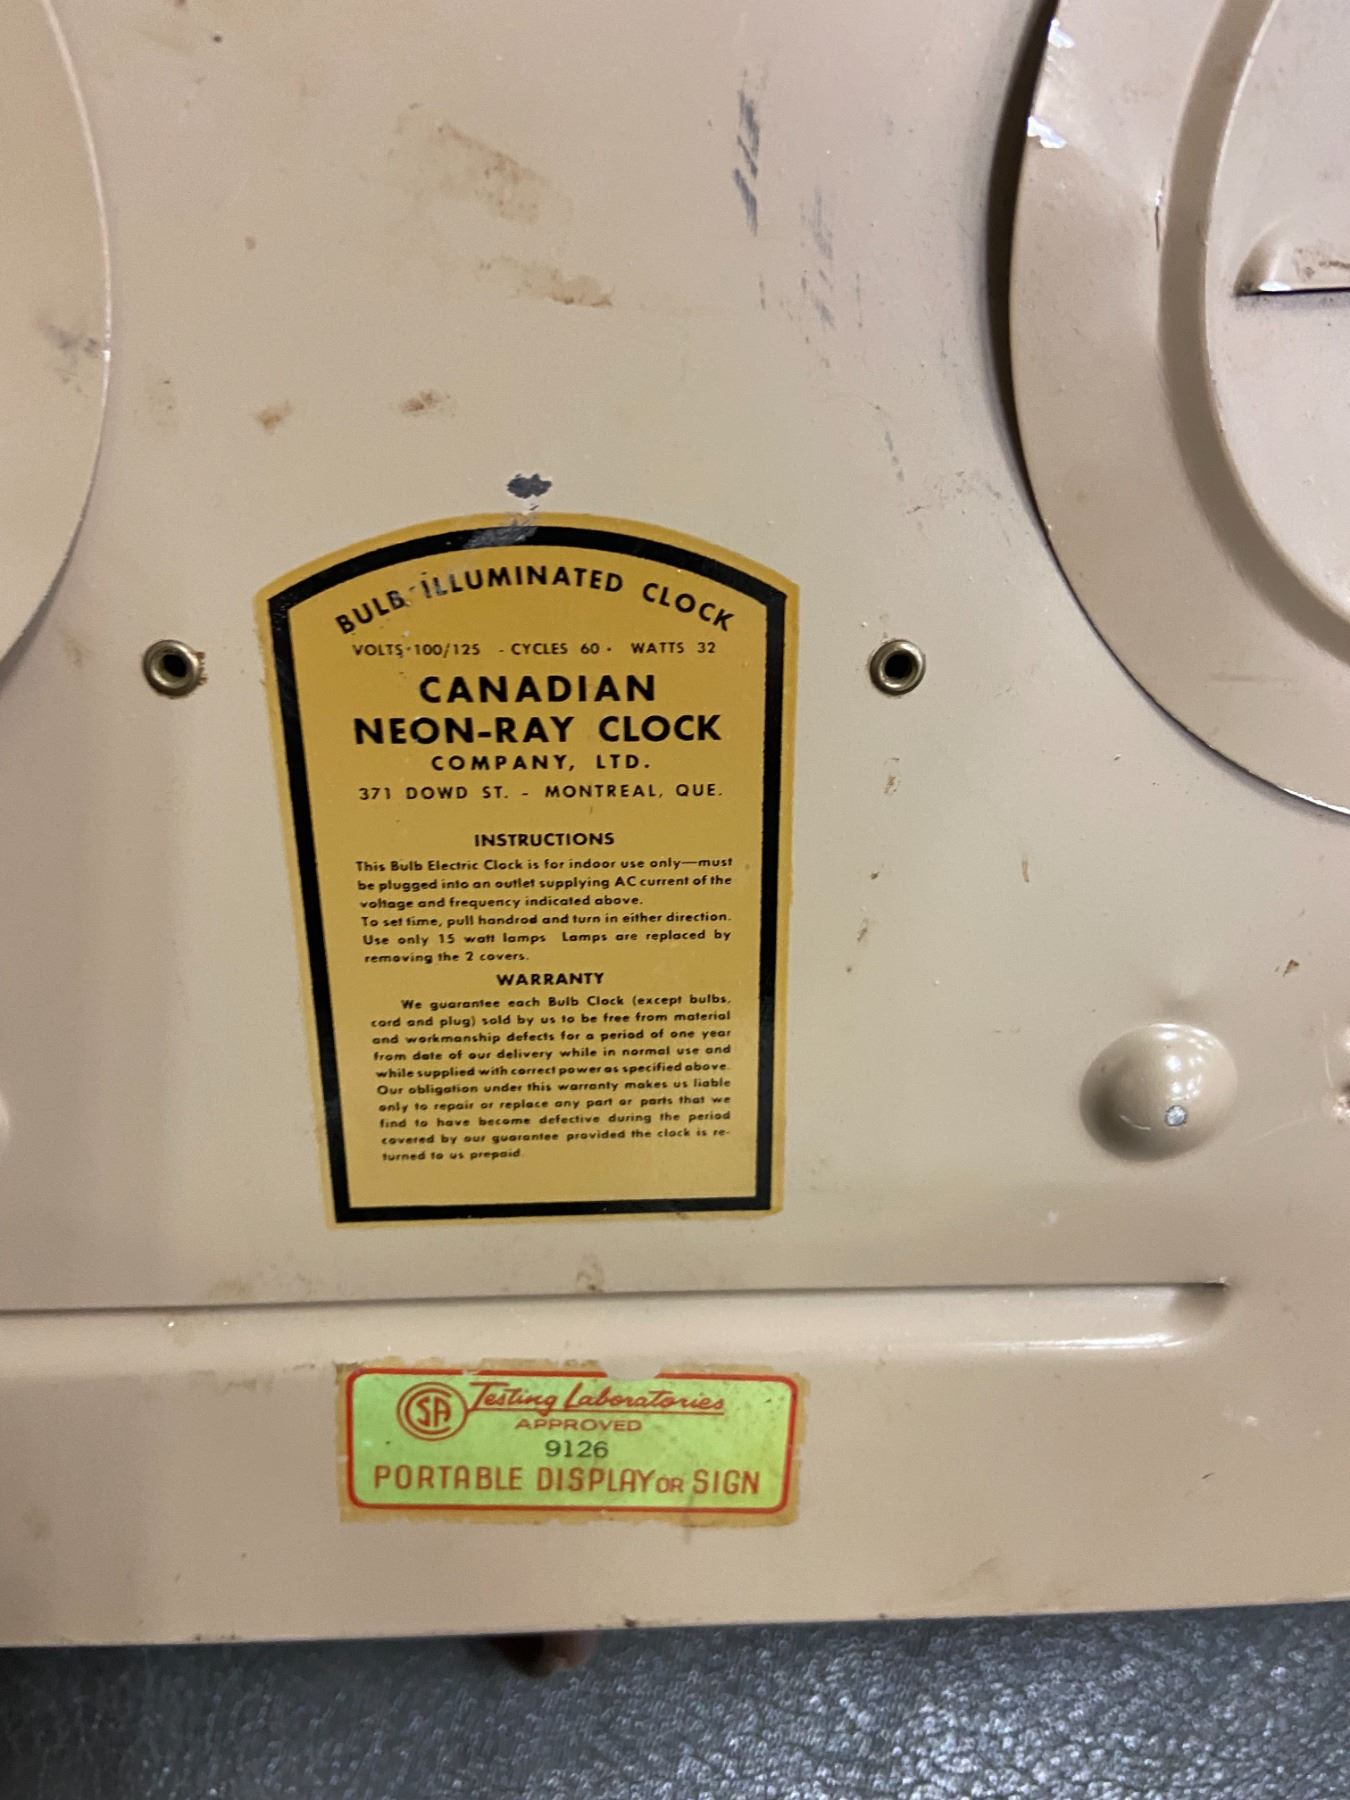 BULB ILLUMINATED CLOCK
VOLTS·100/125 - CYCLES 60 · WATTS 32
CANADIAN
NEON-RAY CLOCK
COMPANY, LTD.
371 DOWD ST. - MONTREAL, QUE.
INSTRUCTIONS
This Bulb Electric Clock is for indoor use only—must
be plugged into an outlet supplying AC current of the
voltage and frequency indicated above.
To set time, pull handrod and turn in either direction.
Use only 15 watt lamps Lamps are replaced by
removing the 2 covers.
WARRANTY
We guarantee each Bulb Clock (except bulbs,
cord and plug) sold by us to be free from material
and workmanship defects for a period of one year
from date of our delivery while in normal use and
while supplied with correct power as specified above.
Our obligation under this warranty makes us liable
only to repair or replace any part or parts that we
find to have become defective during the period
covered by our guarantee provided the clock is re-
turned to us prepaid.
CSA Testing Laboratories
APPROVED
9126
PORTABLE DISPLAY OR SIGN